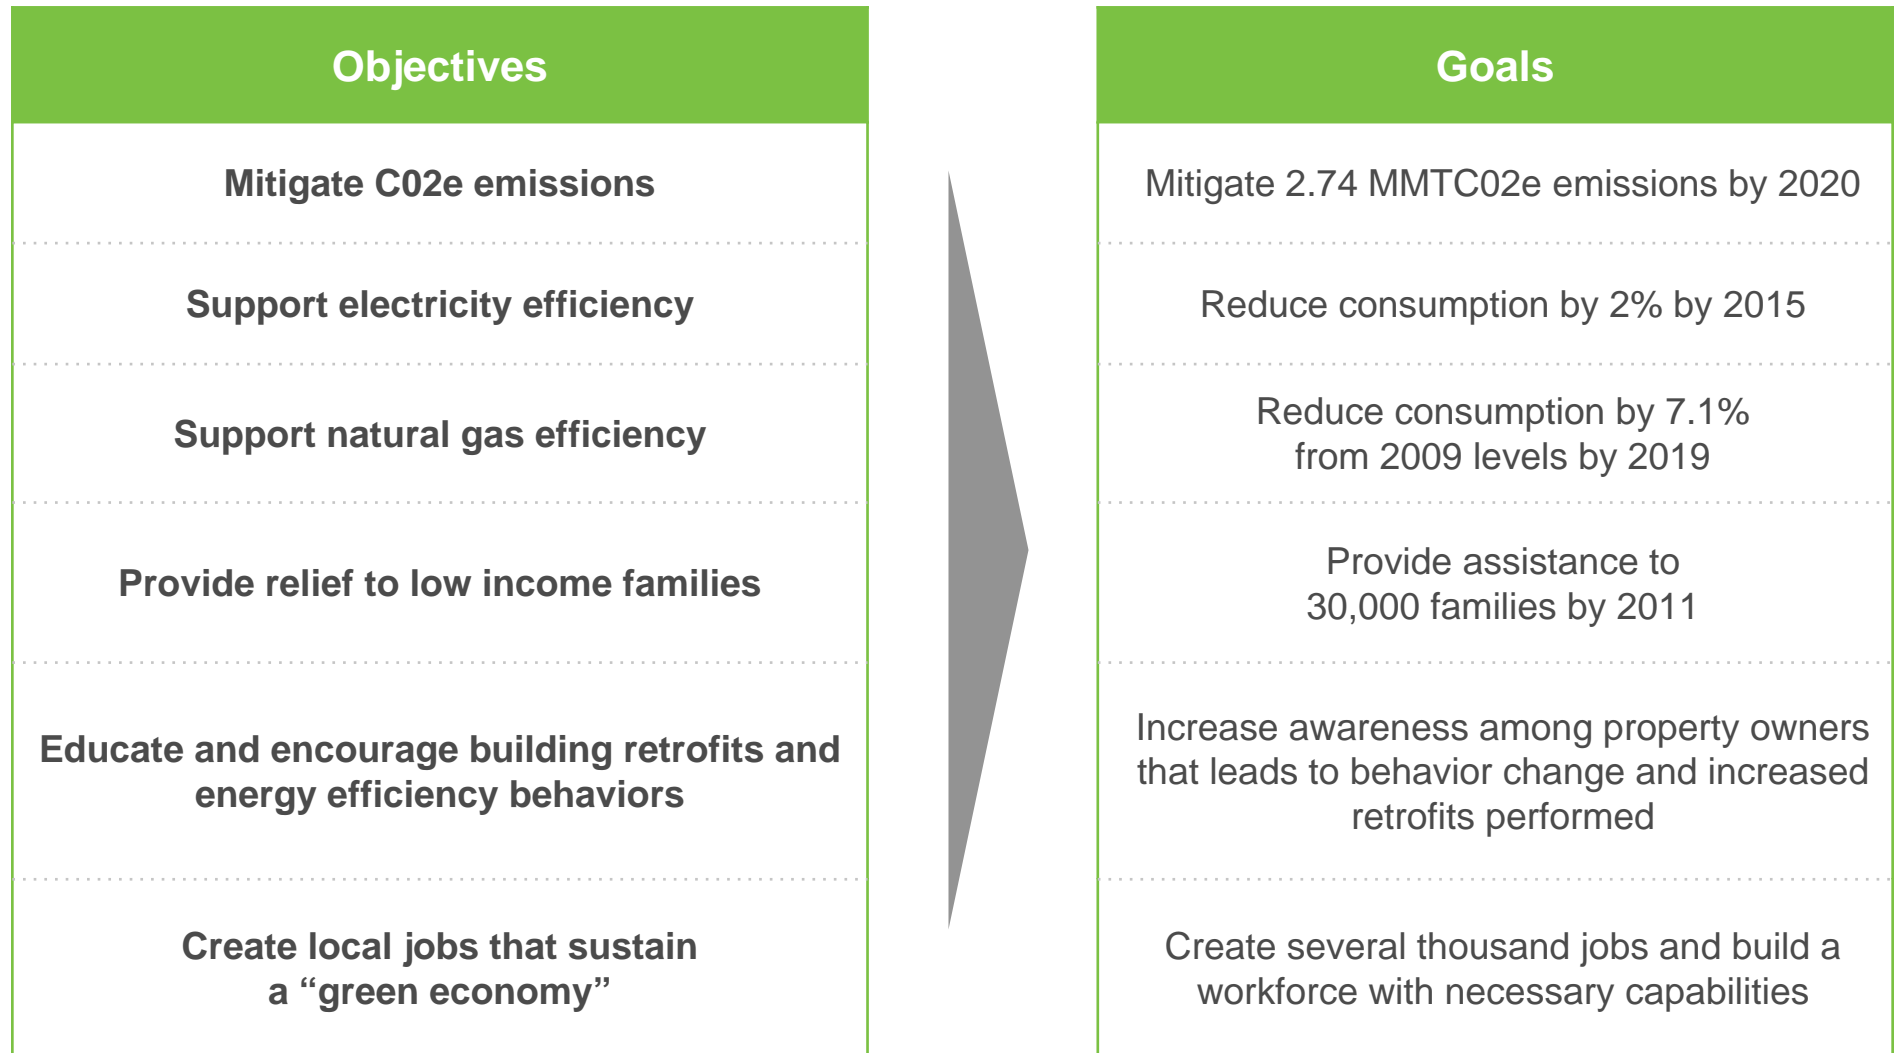 Objectives
Mitigate C02e emissions
Support electricity efficiency
Support natural gas efficiency
Provide relief to low income families
Educate and encourage building retrofits and
energy efficiency behaviors
Create local jobs that sustain
a “green economy”
Goals
Mitigate 2.74 MMTC02e emissions by 2020
Reduce consumption by 2% by 2015
Reduce consumption by 7.1%
from 2009 levels by 2019
Provide assistance to
30,000 families by 2011
Increase awareness among property owners
that leads to behavior change and increased
retrofits performed
Create several thousand jobs and build a
workforce with necessary capabilities